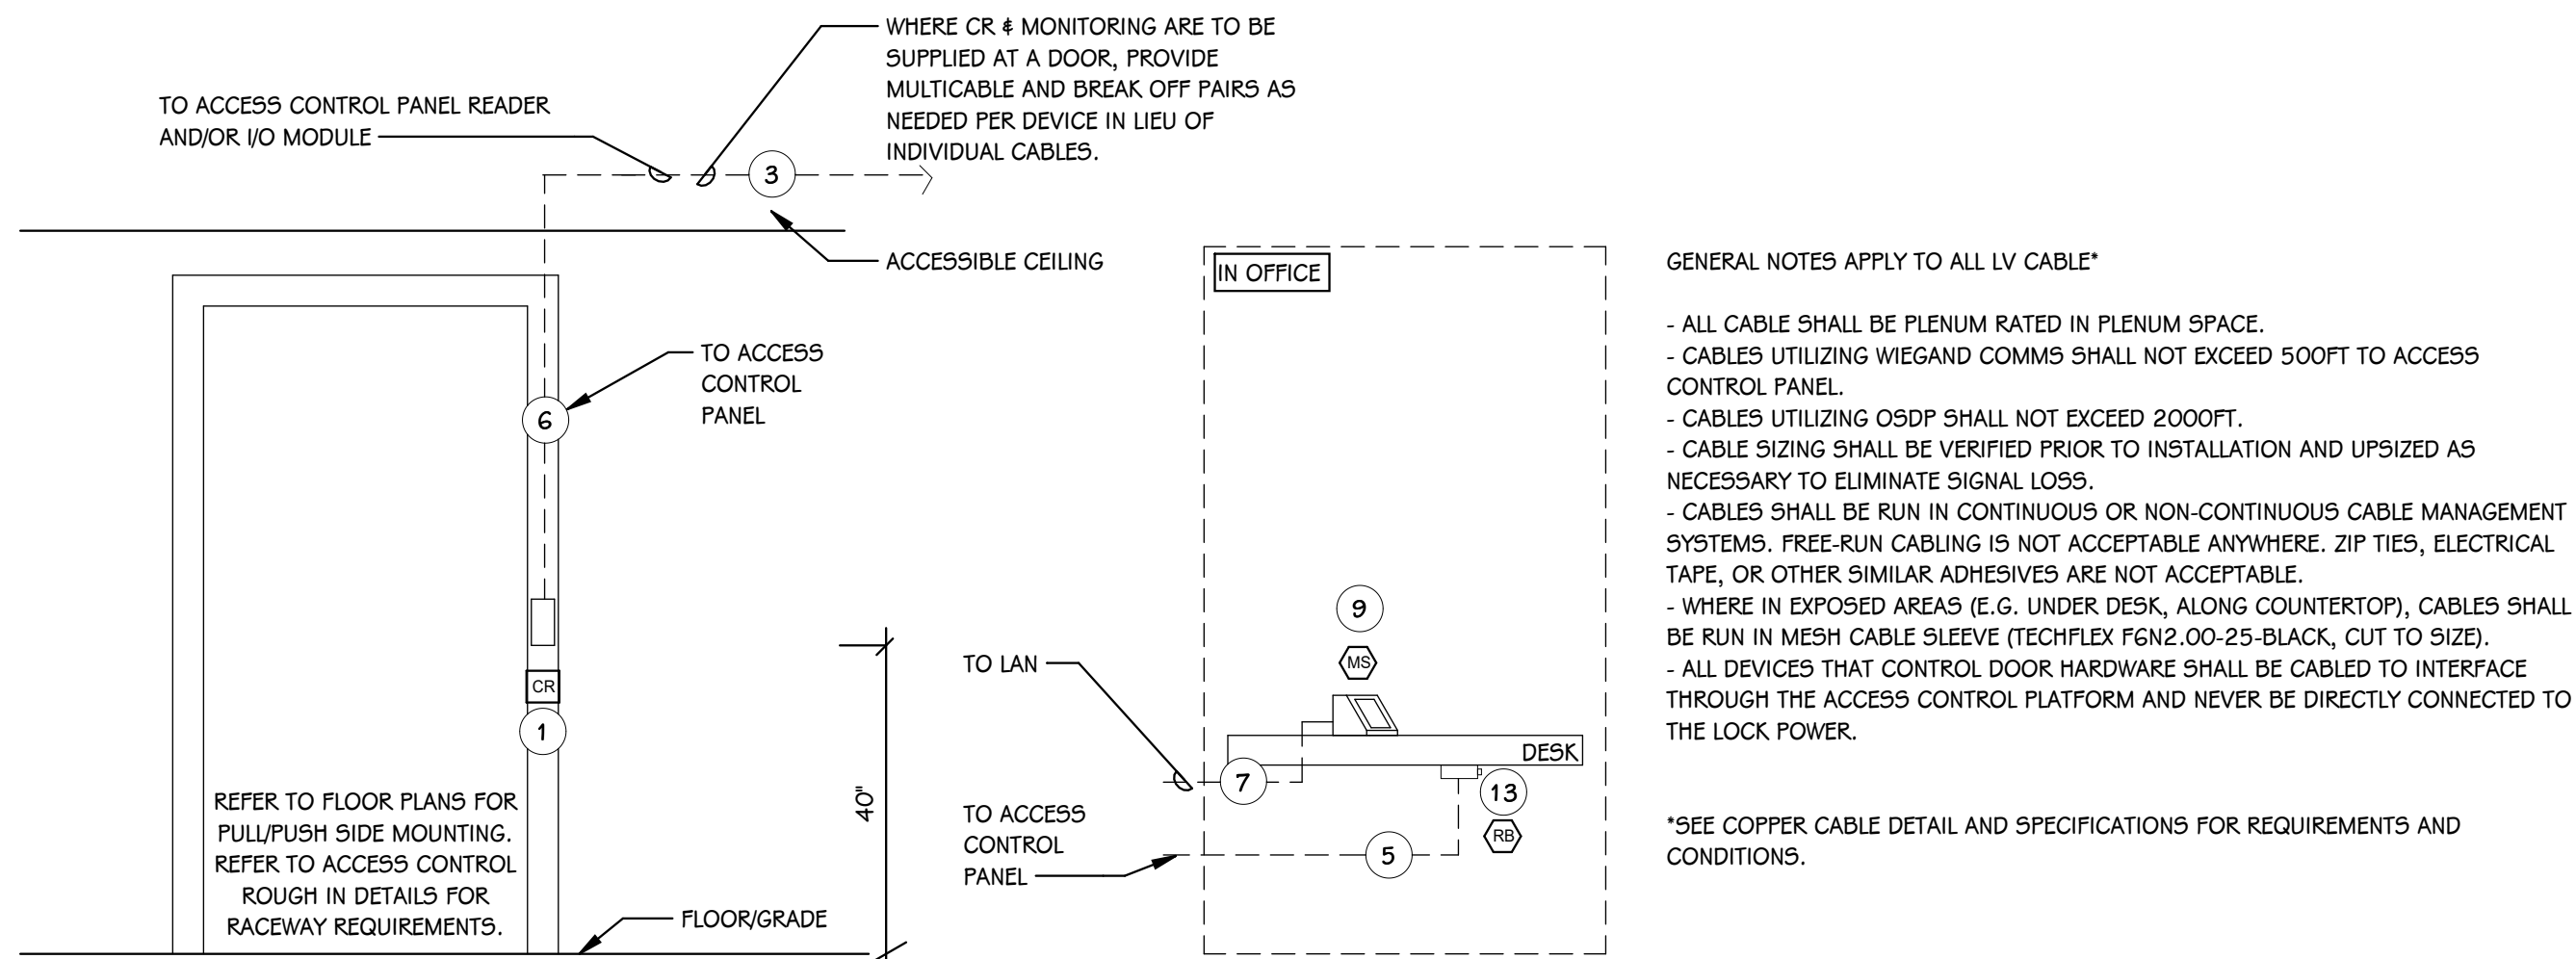 WHERE CR & MONITORING ARE TO BE
SUPPLIED AT A DOOR, PROVIDE
MULTICABLE AND BREAK OFF PAIRS AS
NEEDED PER DEVICE IN LIEU OF
INDIVIDUAL CABLES.
TO ACCESS CONTROL PANEL READER
AND/OR I/O MODULE
3
ACCESSIBLE CEILING
TO ACCESS
CONTROL
PANEL
6
CR
1
REFER TO FLOOR PLANS FOR
PULL/PUSH SIDE MOUNTING.
REFER TO ACCESS CONTROL
ROUGH IN DETAILS FOR
RACEWAY REQUIREMENTS.
FLOOR/GRADE
40"
IN OFFICE
9
MS
TO LAN
DESK
7
13
RB
TO ACCESS
CONTROL
PANEL
5
GENERAL NOTES APPLY TO ALL LV CABLE*
- ALL CABLE SHALL BE PLENUM RATED IN PLENUM SPACE.
- CABLES UTILIZING WIEGAND COMMS SHALL NOT EXCEED 500FT TO ACCESS
CONTROL PANEL.
- CABLES UTILIZING OSDP SHALL NOT EXCEED 2000FT.
- CABLE SIZING SHALL BE VERIFIED PRIOR TO INSTALLATION AND UPSIZED AS
NECESSARY TO ELIMINATE SIGNAL LOSS.
- CABLES SHALL BE RUN IN CONTINUOUS OR NON-CONTINUOUS CABLE MANAGEMENT
SYSTEMS. FREE-RUN CABLING IS NOT ACCEPTABLE ANYWHERE. ZIP TIES, ELECTRICAL
TAPE, OR OTHER SIMILAR ADHESIVES ARE NOT ACCEPTABLE.
- WHERE IN EXPOSED AREAS (E.G. UNDER DESK, ALONG COUNTERTOP), CABLES SHALL
BE RUN IN MESH CABLE SLEEVE (TECHFLEX F6N2.00-25-BLACK, CUT TO SIZE).
- ALL DEVICES THAT CONTROL DOOR HARDWARE SHALL BE CABLED TO INTERFACE
THROUGH THE ACCESS CONTROL PLATFORM AND NEVER BE DIRECTLY CONNECTED TO
THE LOCK POWER.
*SEE COPPER CABLE DETAIL AND SPECIFICATIONS FOR REQUIREMENTS AND
CONDITIONS.